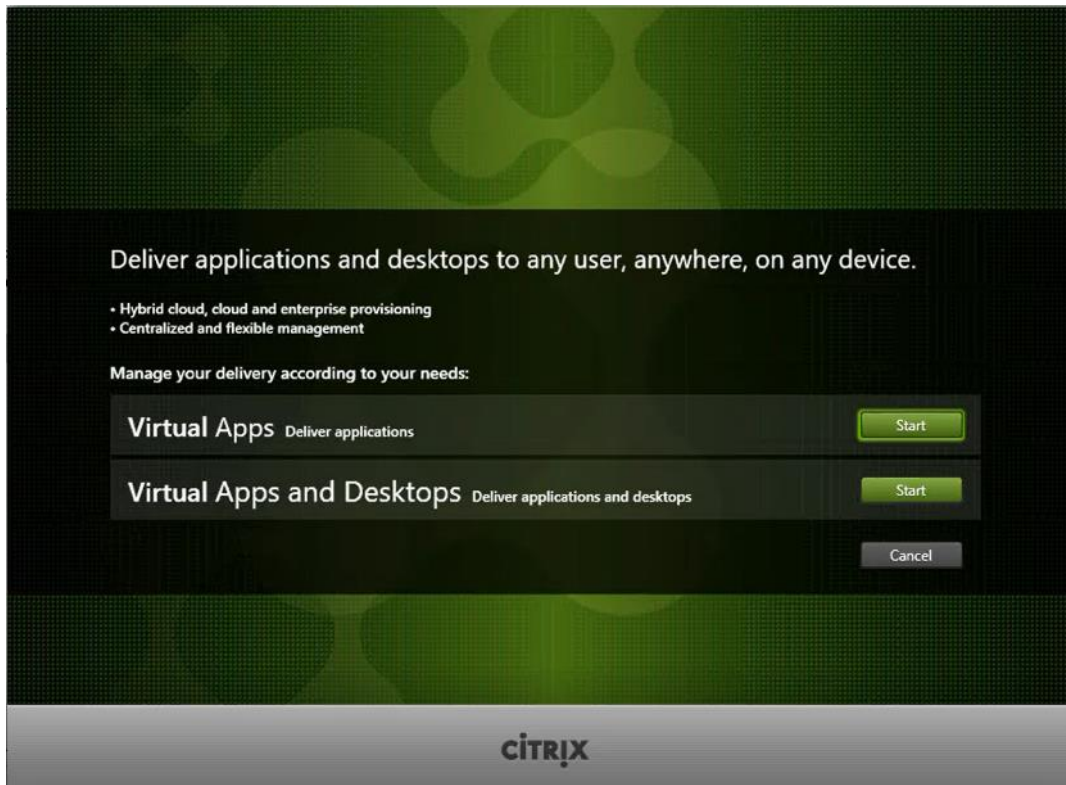 Deliver applications and desktops to any user, anywhere, on any device.
• Hybrid cloud, cloud and enterprise provisioning
• Centralized and flexible management
Manage your delivery according to your needs:
Virtual Apps Deliver applications Start
Virtual Apps and Desktops Deliver applications and desktops Start
Cancel
CITRIX